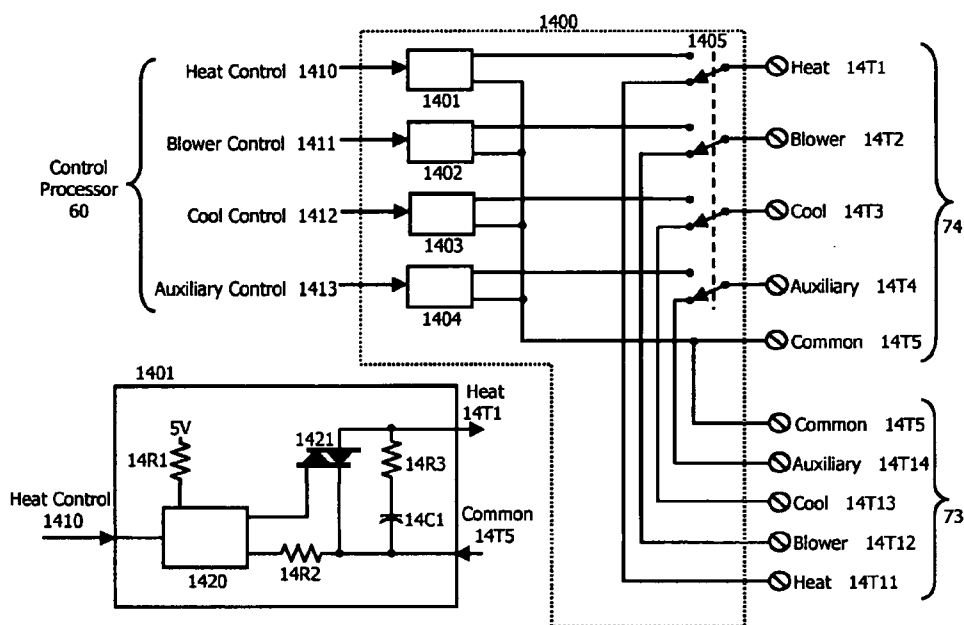 1400
1405
Heat Control 1410
1401
Heat 14T1
Blower Control 1411
1402
Blower 14T2
Control
Processor
60
Cool Control 1412
1403
Cool 14T3
74
Auxiliary Control 1413
1404
Auxiliary 14T4
Common 14T5
1401
Heat
14T1
5V
1421
14R1
14R3
Common 14T5
Auxiliary 14T14
Heat Control
1410
14C1
Common
14T5
Cool 14T13
73
1420
14R2
Blower 14T12
Heat 14T11